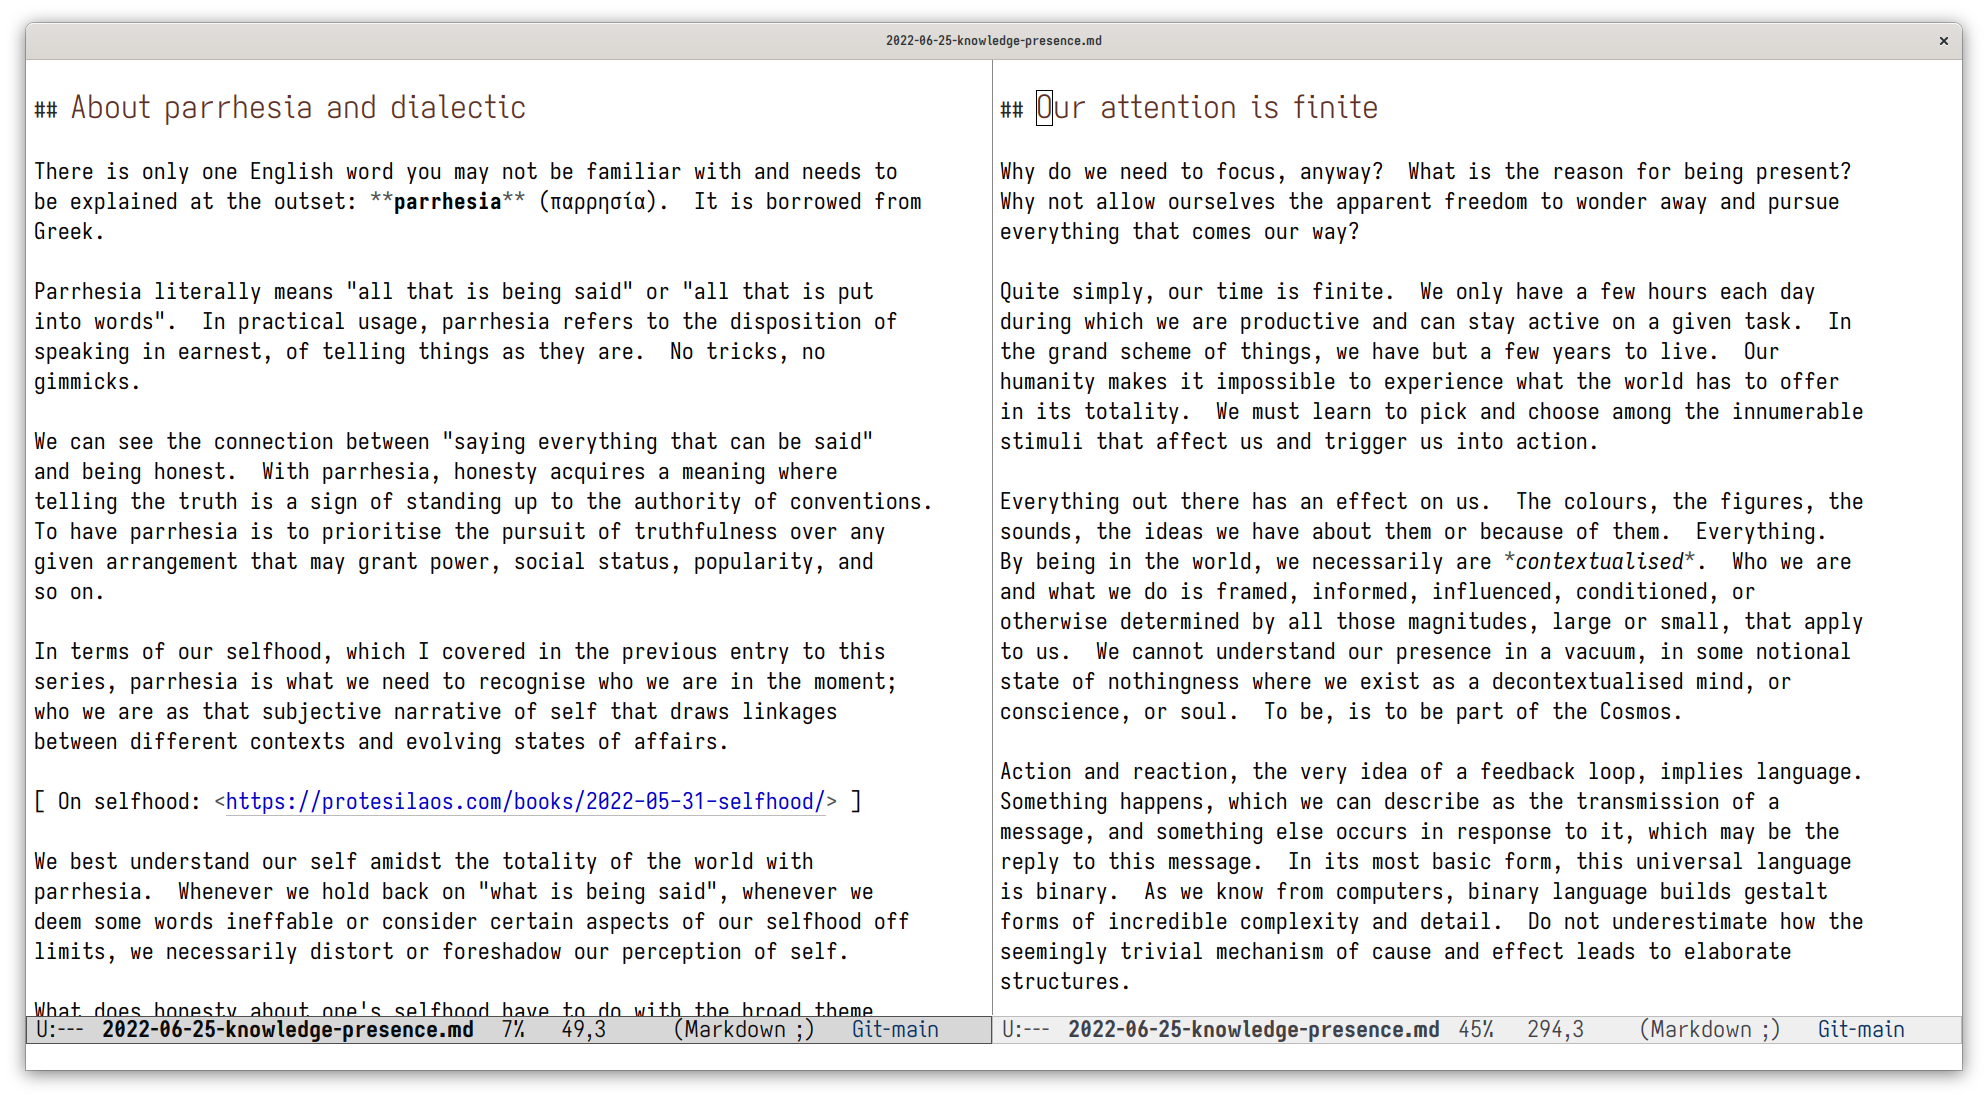 2022-06-25-knowledge-presence.md
×
## About parrhesia and dialectic
There is only one English word you may not be familiar with and needs to
be explained at the outset: **parrhesia** (παρρησία).  It is borrowed from
Greek.
Parrhesia literally means "all that is being said" or "all that is put
into words".  In practical usage, parrhesia refers to the disposition of
speaking in earnest, of telling things as they are.  No tricks, no
gimmicks.
We can see the connection between "saying everything that can be said"
and being honest.  With parrhesia, honesty acquires a meaning where
telling the truth is a sign of standing up to the authority of conventions.
To have parrhesia is to prioritise the pursuit of truthfulness over any
given arrangement that may grant power, social status, popularity, and
so on.
In terms of our selfhood, which I covered in the previous entry to this
series, parrhesia is what we need to recognise who we are in the moment;
who we are as that subjective narrative of self that draws linkages
between different contexts and evolving states of affairs.
[ On selfhood: <https://protesilaos.com/books/2022-05-31-selfhood/> ]
We best understand our self amidst the totality of the world with
parrhesia.  Whenever we hold back on "what is being said", whenever we
deem some words ineffable or consider certain aspects of our selfhood off
limits, we necessarily distort or foreshadow our perception of self.
What does honesty about one's selfhood have to do with the broad theme
U:---  2022-06-25-knowledge-presence.md  7%  49,3  (Markdown ;)  Git-main
## Our attention is finite
Why do we need to focus, anyway?  What is the reason for being present?
Why not allow ourselves the apparent freedom to wonder away and pursue
everything that comes our way?
Quite simply, our time is finite.  We only have a few hours each day
during which we are productive and can stay active on a given task.  In
the grand scheme of things, we have but a few years to live.  Our
humanity makes it impossible to experience what the world has to offer
in its totality.  We must learn to pick and choose among the innumerable
stimuli that affect us and trigger us into action.
Everything out there has an effect on us.  The colours, the figures, the
sounds, the ideas we have about them or because of them.  Everything.
By being in the world, we necessarily are *contextualised*.  Who we are
and what we do is framed, informed, influenced, conditioned, or
otherwise determined by all those magnitudes, large or small, that apply
to us.  We cannot understand our presence in a vacuum, in some notional
state of nothingness where we exist as a decontextualised mind, or
conscience, or soul.  To be, is to be part of the Cosmos.
Action and reaction, the very idea of a feedback loop, implies language.
Something happens, which we can describe as the transmission of a
message, and something else occurs in response to it, which may be the
reply to this message.  In its most basic form, this universal language
is binary.  As we know from computers, binary language builds gestalt
forms of incredible complexity and detail.  Do not underestimate how the
seemingly trivial mechanism of cause and effect leads to elaborate
structures.
U:---  2022-06-25-knowledge-presence.md  45%  294,3  (Markdown ;)  Git-main